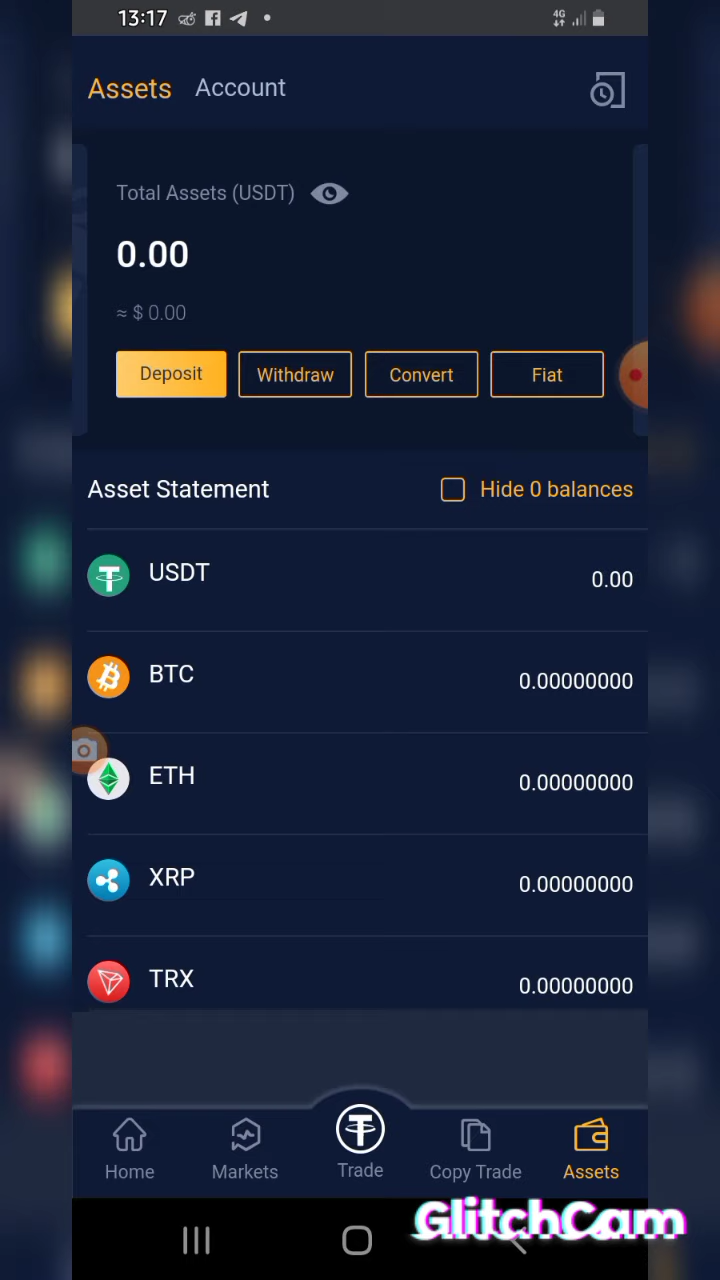 13:17
4G
Assets Account
Total Assets (USDT)
0.00
≈ $ 0.00
Deposit Withdraw Convert Fiat
Asset Statement Hide 0 balances
USDT 0.00
BTC 0.00000000
ETH 0.00000000
XRP 0.00000000
TRX 0.00000000
Home Markets Trade Copy Trade Assets
GlitchCam